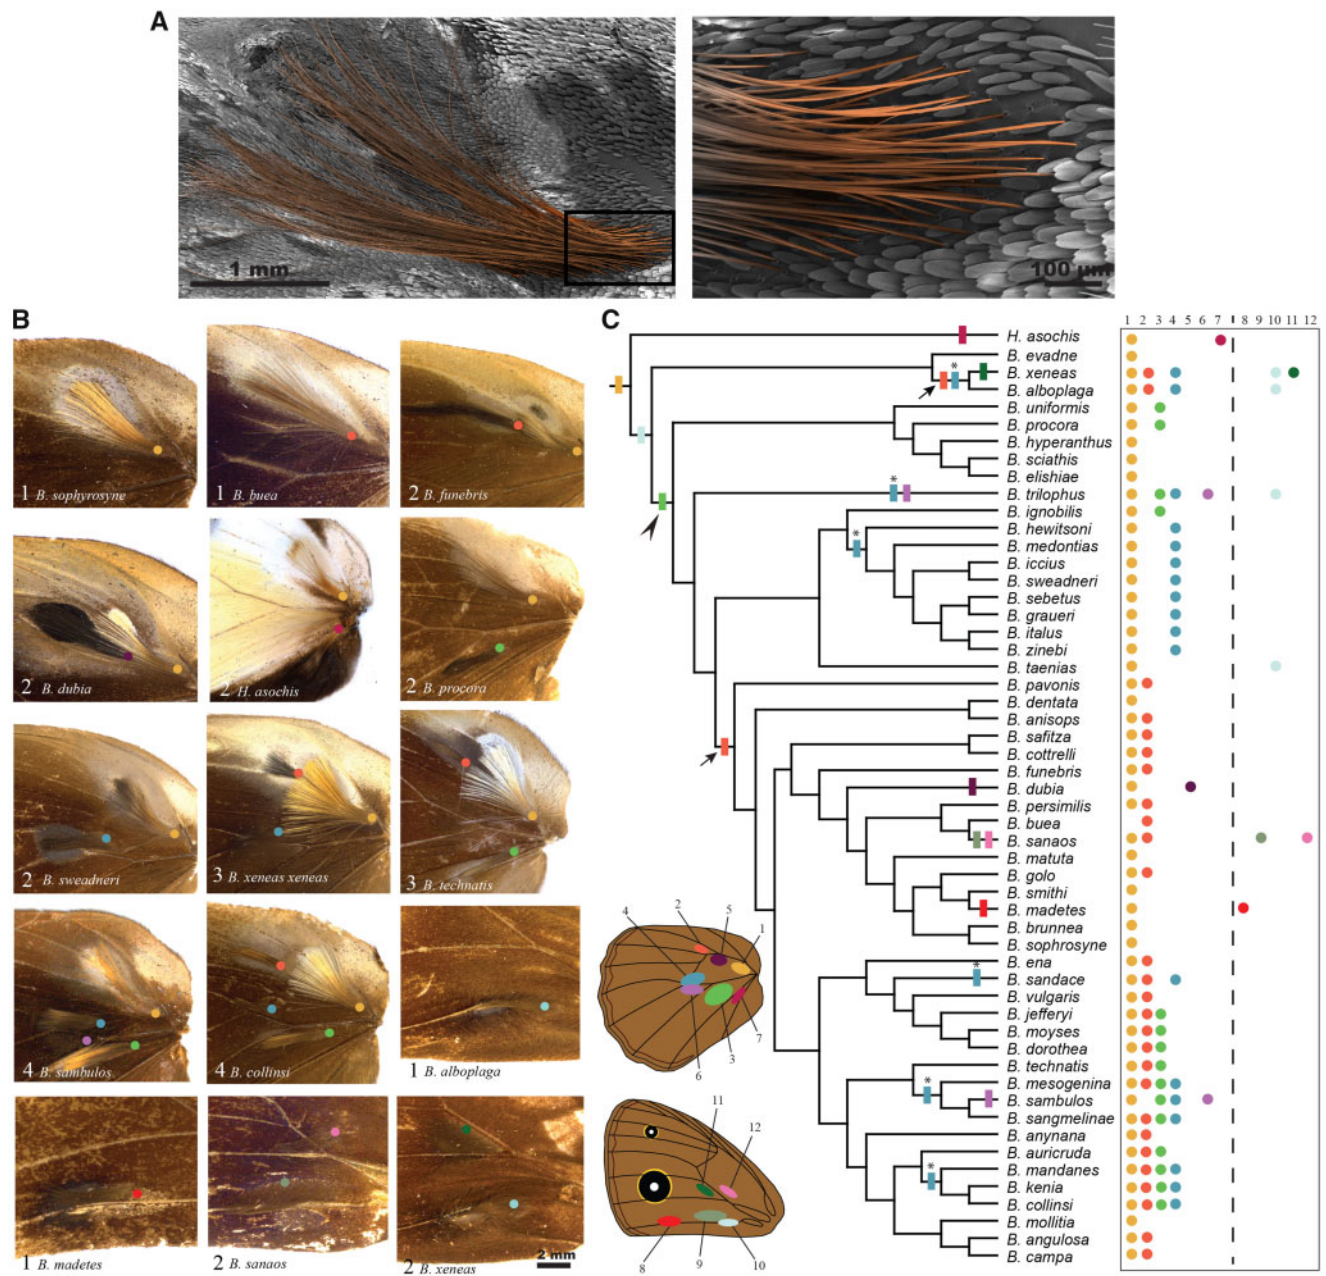 A
1 mm
100 µm
B
1 B. sophyrosyne
1 B. buea
2 B. funebris
2 B. dubia
2 H. asochis
2 B. procora
2 B. sweadneri
3 B. xeneas xeneas
3 B. technatis
4 B. sambulos
4 B. collinsi
1 B. alboplaga
1 B. madetes
2 B. sanaos
2 B. xeneas
2 mm
C
1 2 3 4 5 6 7 8 9 10 11 12
H. asochis
B. evadne
* B. xeneas
B. alboplaga
B. uniformis
B. procora
B. hyperanthus
B. sciathis
B. elishiae
* B. trilophus
B. ignobilis
B. hewitsoni
* B. medontias
B. iccius
B. sweadneri
B. sebetus
B. graueri
B. italus
B. zinebi
B. taenias
B. pavonis
B. dentata
B. anisops
B. safitza
B. cottrelli
B. funebris
B. dubia
B. persimilis
B. buea
B. sanaos
B. matuta
B. golo
B. smithi
B. madetes
B. brunnea
B. sophrosyne
B. ena
* B. sandace
B. vulgaris
B. jefferyi
B. moyses
B. dorothea
B. technatis
* B. mesogenina
B. sambulos
B. sangmelinae
B. anynana
B. auricruda
* B. mandanes
B. kenia
B. collinsi
B. mollitia
B. angulosa
B. campa
4 2 5 1
6 3 7
11 12
8 9 10